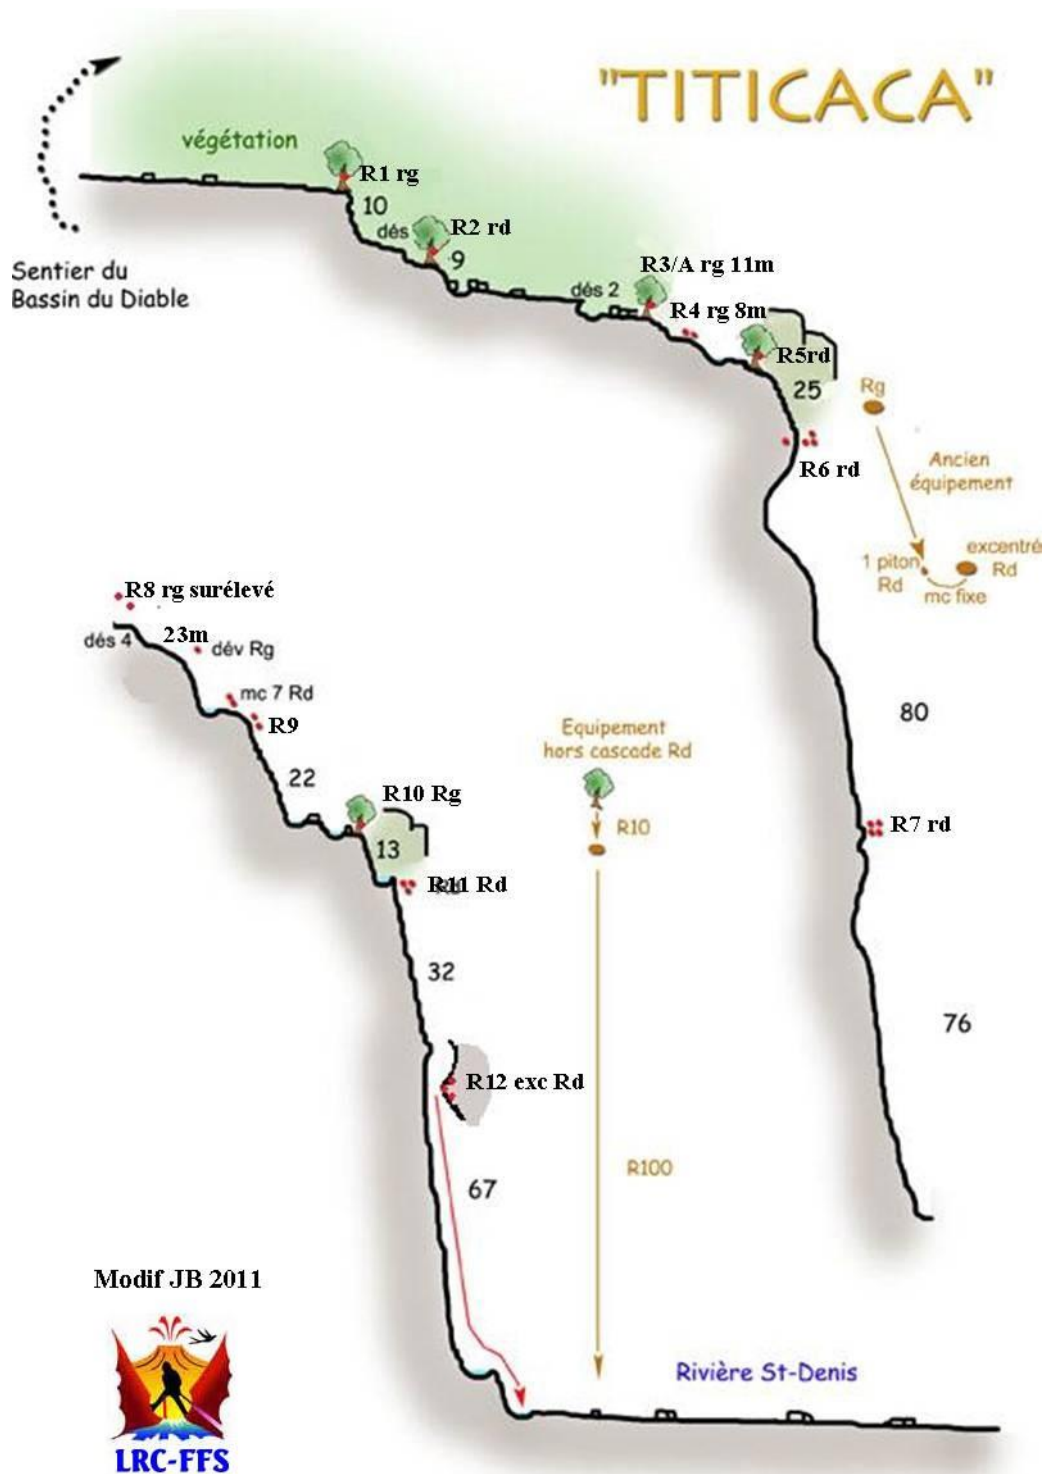 "TITICACA"
végétation
R1 rg
10
dés
R2 rd
9
Sentier du
Bassin du Diable
R3/A rg 11m
dés 2
R4 rg 8m
R5rd
25
Rg
R6 rd
Ancien
équipement
1 piton
Rd
excentré
Rd
mc fixe
R8 rg surélevé
dés 4
23m
dév Rg
mc 7 Rd
R9
80
Equipement
hors cascade Rd
22
R10 Rg
R10
R7 rd
13
R11 Rd
32
76
R12 exc Rd
R100
67
Modif JB 2011
Rivière St-Denis
LRC-FFS